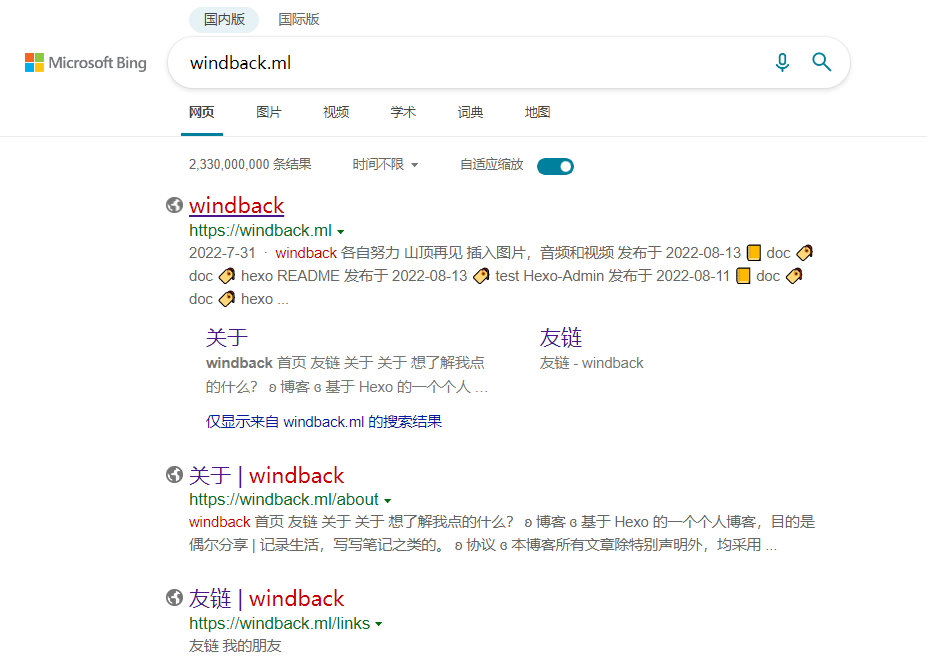 国内版 国际版
Microsoft Bing
windback.ml
网页 图片 视频 学术 词典 地图
2,330,000,000 条结果 时间不限 自适应缩放
windback
https://windback.ml
2022-7-31 · windback 各自努力 山顶再见 插入图片，音频和视频 发布于 2022-08-13 📒 doc 🏷️
doc 🏷️ hexo README 发布于 2022-08-13 🏷️ test Hexo-Admin 发布于 2022-08-11 📒 doc 🏷️
doc 🏷️ hexo ...
关于
windback 首页 友链 关于 关于 想了解我点
的什么？ ʚ 博客 ɞ 基于 Hexo 的一个个人 ...
友链
友链 - windback
仅显示来自 windback.ml 的搜索结果
关于 | windback
https://windback.ml/about
windback 首页 友链 关于 关于 想了解我点的什么？ ʚ 博客 ɞ 基于 Hexo 的一个个人博客，目的是
偶尔分享 | 记录生活，写写笔记之类的。 ʚ 协议 ɞ 本博客所有文章除特别声明外，均采用 ...
友链 | windback
https://windback.ml/links
友链 我的朋友